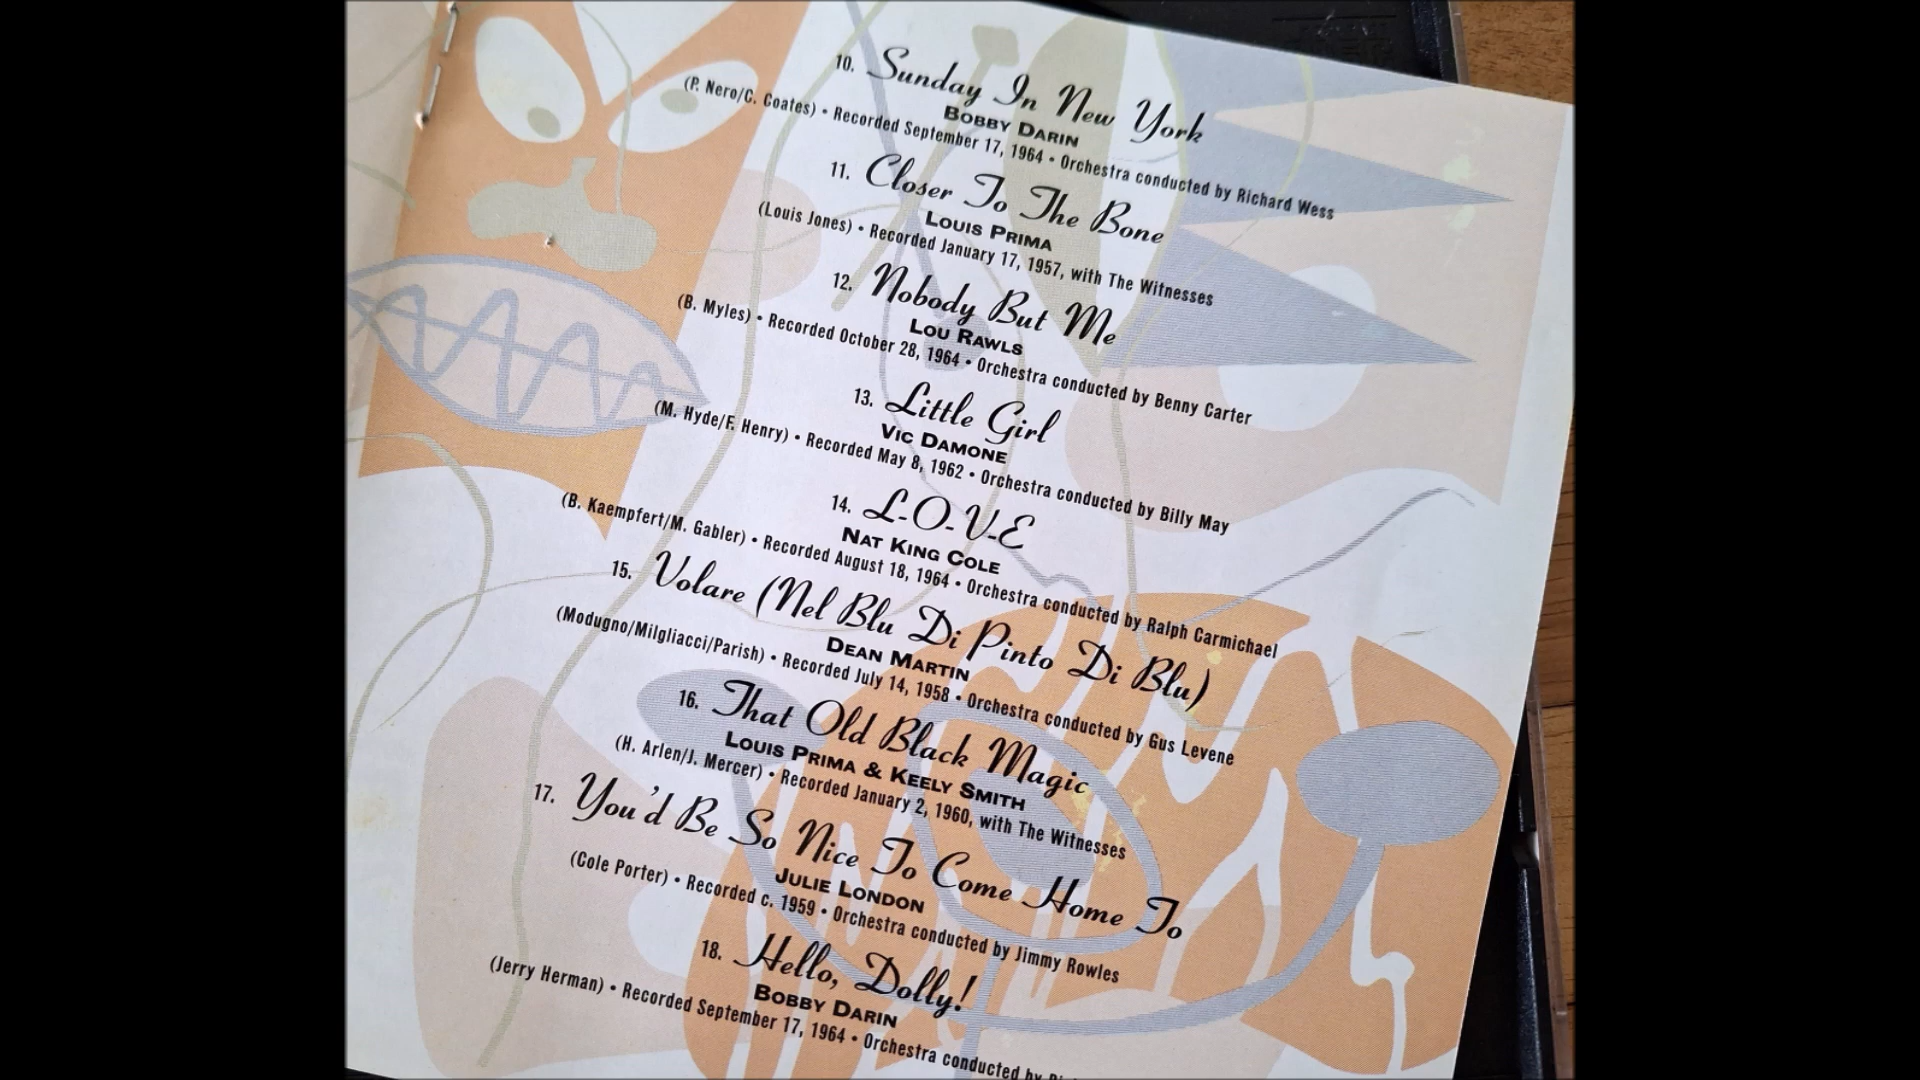 10. Sunday In New York
BOBBY DARIN
(P. Nero/C. Coates) • Recorded September 17, 1964 • Orchestra conducted by Richard Wess
11. Closer To The Bone
LOUIS PRIMA
(Louis Jones) • Recorded January 17, 1957, with The Witnesses
12. Nobody But Me
LOU RAWLS
(B. Myles) • Recorded October 28, 1964 • Orchestra conducted by Benny Carter
13. Little Girl
VIC DAMONE
(M. Hyde/F. Henry) • Recorded May 8, 1962 • Orchestra conducted by Billy May
14. L-O-V-E
NAT KING COLE
(B. Kaempfert/M. Gabler) • Recorded August 18, 1964 • Orchestra conducted by Ralph Carmichael
15. Volare (Nel Blu Di Pinto Di Blu)
DEAN MARTIN
(Modugno/Milgliacci/Parish) • Recorded July 14, 1958 • Orchestra conducted by Gus Levene
16. That Old Black Magic
LOUIS PRIMA & KEELY SMITH
(H. Arlen/J. Mercer) • Recorded January 2, 1960, with The Witnesses
17. You'd Be So Nice To Come Home To
JULIE LONDON
(Cole Porter) • Recorded c. 1959 • Orchestra conducted by Jimmy Rowles
18. Hello, Dolly!
BOBBY DARIN
(Jerry Herman) • Recorded September 17, 1964 • Orchestra conducted by